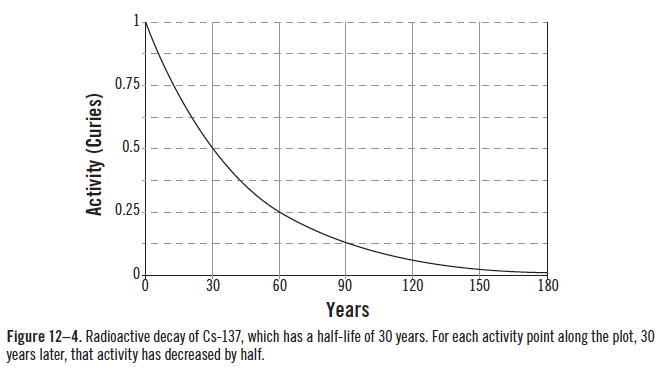 1
0.75
0.5
0.25
0
Activity (Curies)
0 30 60 90 120 150 180
Years
Figure 12–4. Radioactive decay of Cs-137, which has a half-life of 30 years. For each activity point along the plot, 30
years later, that activity has decreased by half.